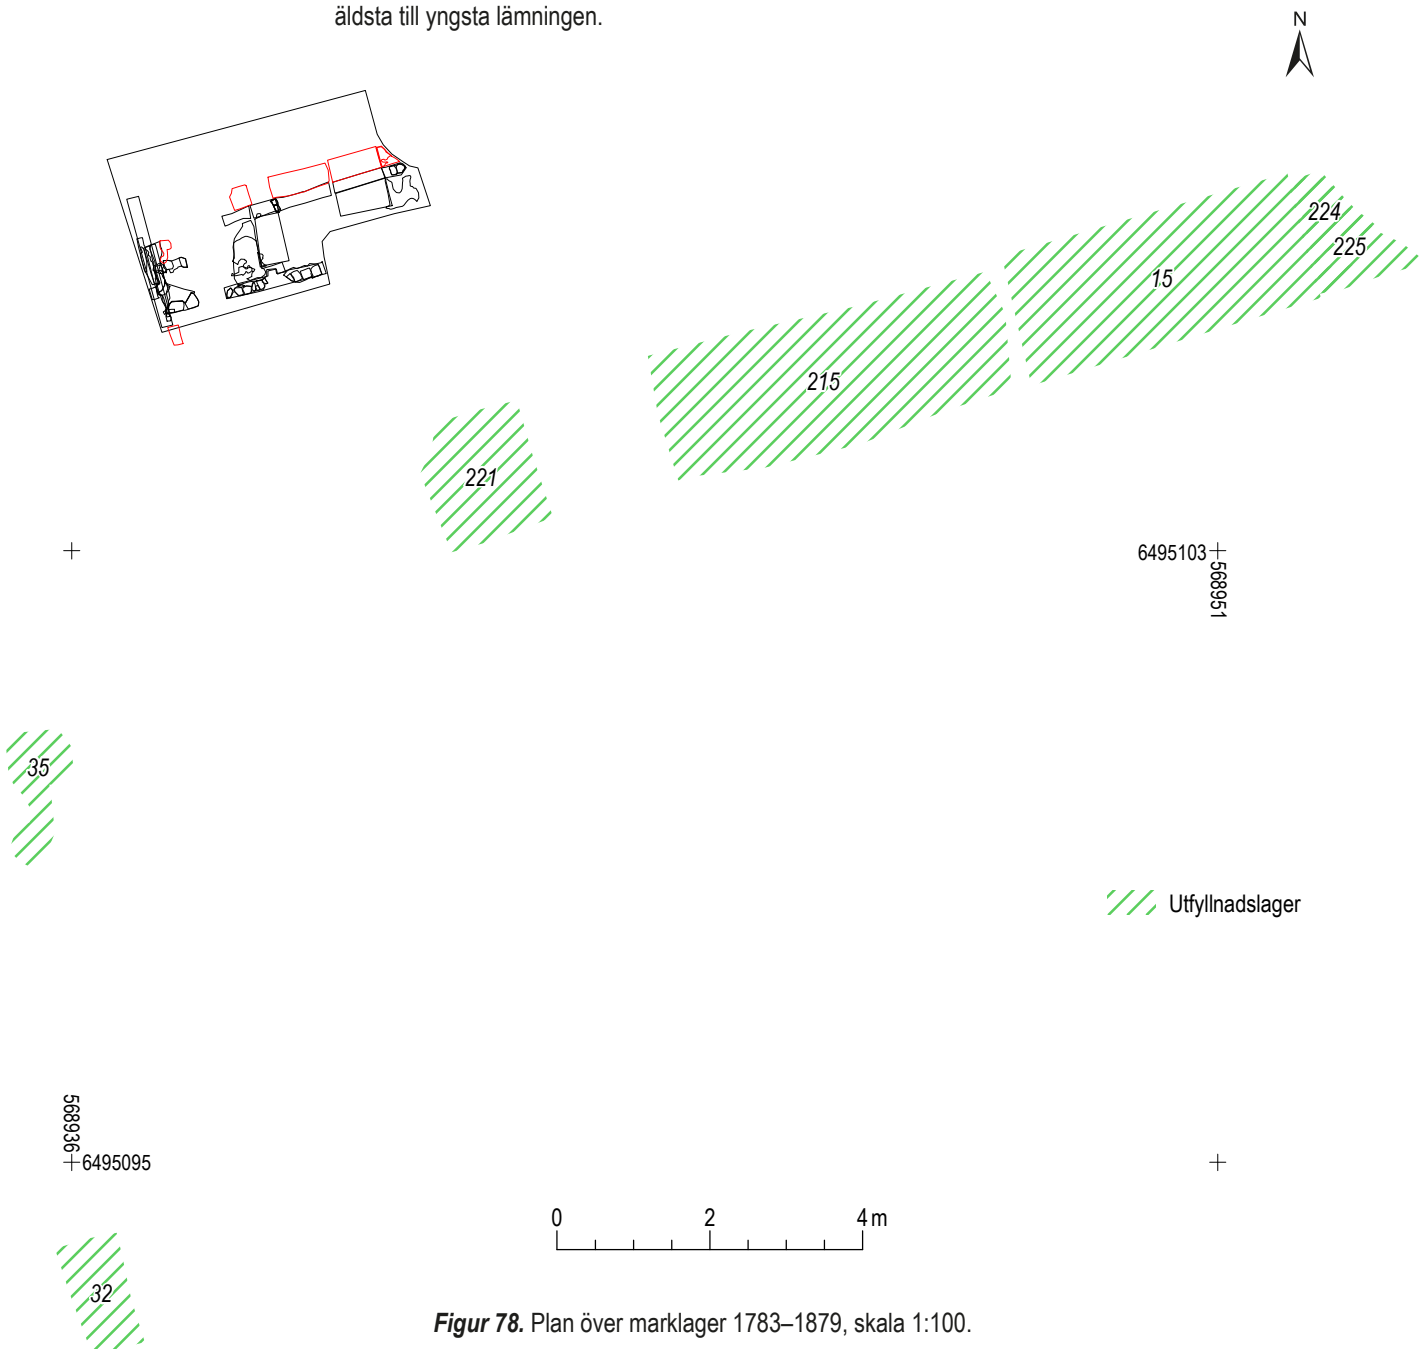 äldsta till yngsta lämningen.
N
224
225
15
215
221
6495103
568951
35
Utfyllnadslager
568936
6495095
0 2 4 m
32
Figur 78. Plan över marklager 1783–1879, skala 1:100.